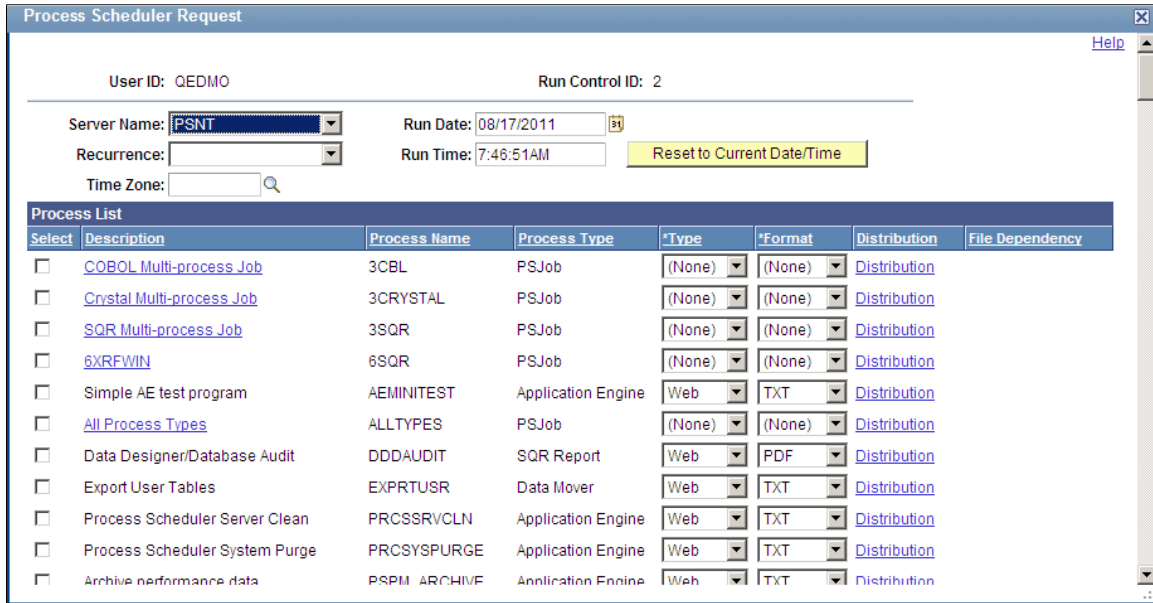 Process Scheduler Request
Help
User ID: QEDMO Run Control ID: 2
Server Name: PSNT Run Date: 08/17/2011 31
Recurrence: Run Time: 7:46:51AM Reset to Current Date/Time
Time Zone:
Process List
Select Description Process Name Process Type *Type *Format Distribution File Dependency
COBOL Multi-process Job 3CBL PSJob (None) (None) Distribution
Crystal Multi-process Job 3CRYSTAL PSJob (None) (None) Distribution
SQR Multi-process Job 3SQR PSJob (None) (None) Distribution
6XRFWIN 6SQR PSJob (None) (None) Distribution
Simple AE test program AEMINITEST Application Engine Web TXT Distribution
All Process Types ALLTYPES PSJob (None) (None) Distribution
Data Designer/Database Audit DDDAUDIT SQR Report Web PDF Distribution
Export User Tables EXPRTUSR Data Mover Web TXT Distribution
Process Scheduler Server Clean PRCSSRVCLN Application Engine Web TXT Distribution
Process Scheduler System Purge PRCSYSPURGE Application Engine Web TXT Distribution
Archive performance data PSPM_ARCHIVE Application Engine Web TXT Distribution